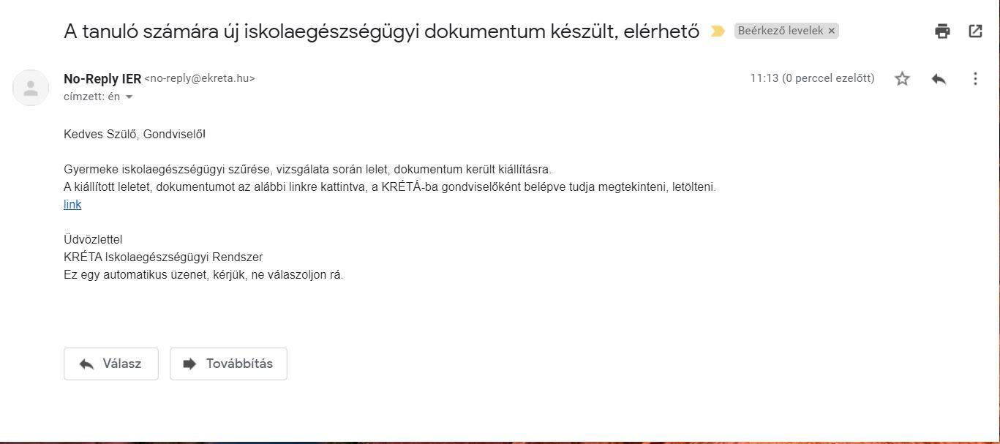 A tanuló számára új iskolaegészségügyi dokumentum készült, elérhető Beérkező levelek ×
No-Reply IER <no-reply@ekreta.hu> 11:13 (0 perccel ezelőtt)
címzett: én
Kedves Szülő, Gondviselő!
Gyermeke iskolaegészségügyi szűrése, vizsgálata során lelet, dokumentum került kiállításra.
A kiállított leletet, dokumentumot az alábbi linkre kattintva, a KRÉTÁ-ba gondviselőként belépve tudja megtekinteni, letölteni.
link
Üdvözlettel
KRÉTA Iskolaegészségügyi Rendszer
Ez egy automatikus üzenet, kérjük, ne válaszoljon rá.
Válasz Továbbítás